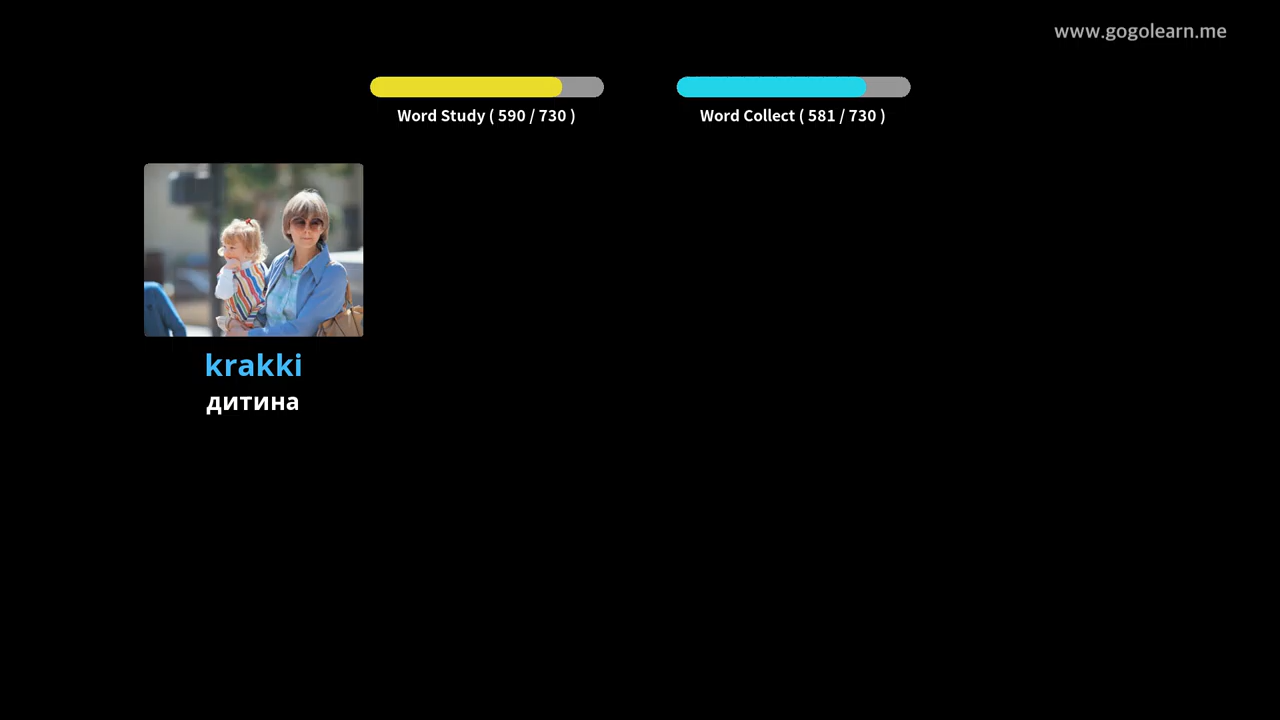 www.gogolearn.me
Word Study ( 590 / 730 )
Word Collect ( 581 / 730 )
krakki
дитина